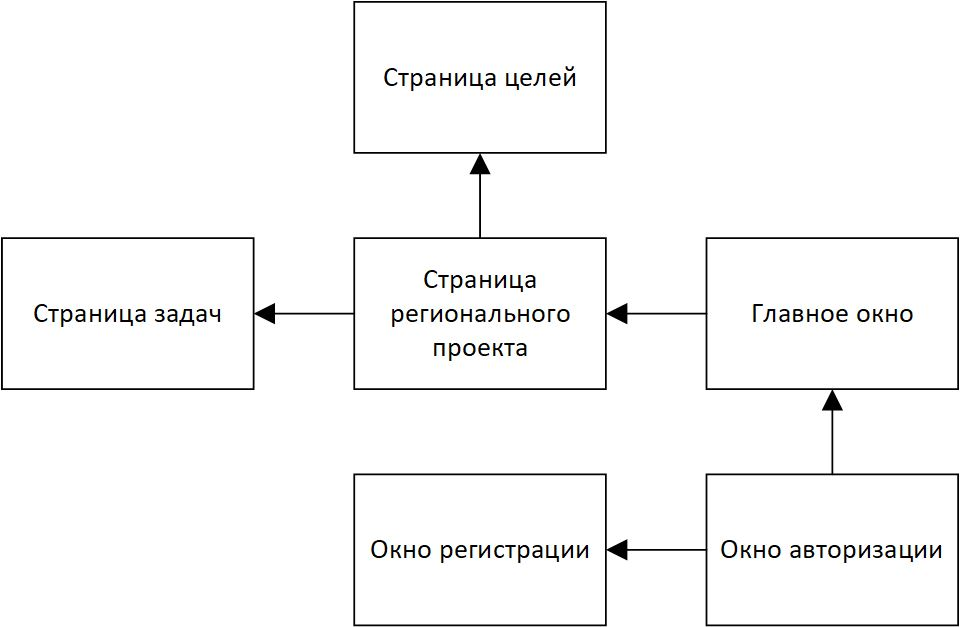 Страница целей
Страница задач
Страница
регионального
проекта
Главное окно
Окно регистрации
Окно авторизации